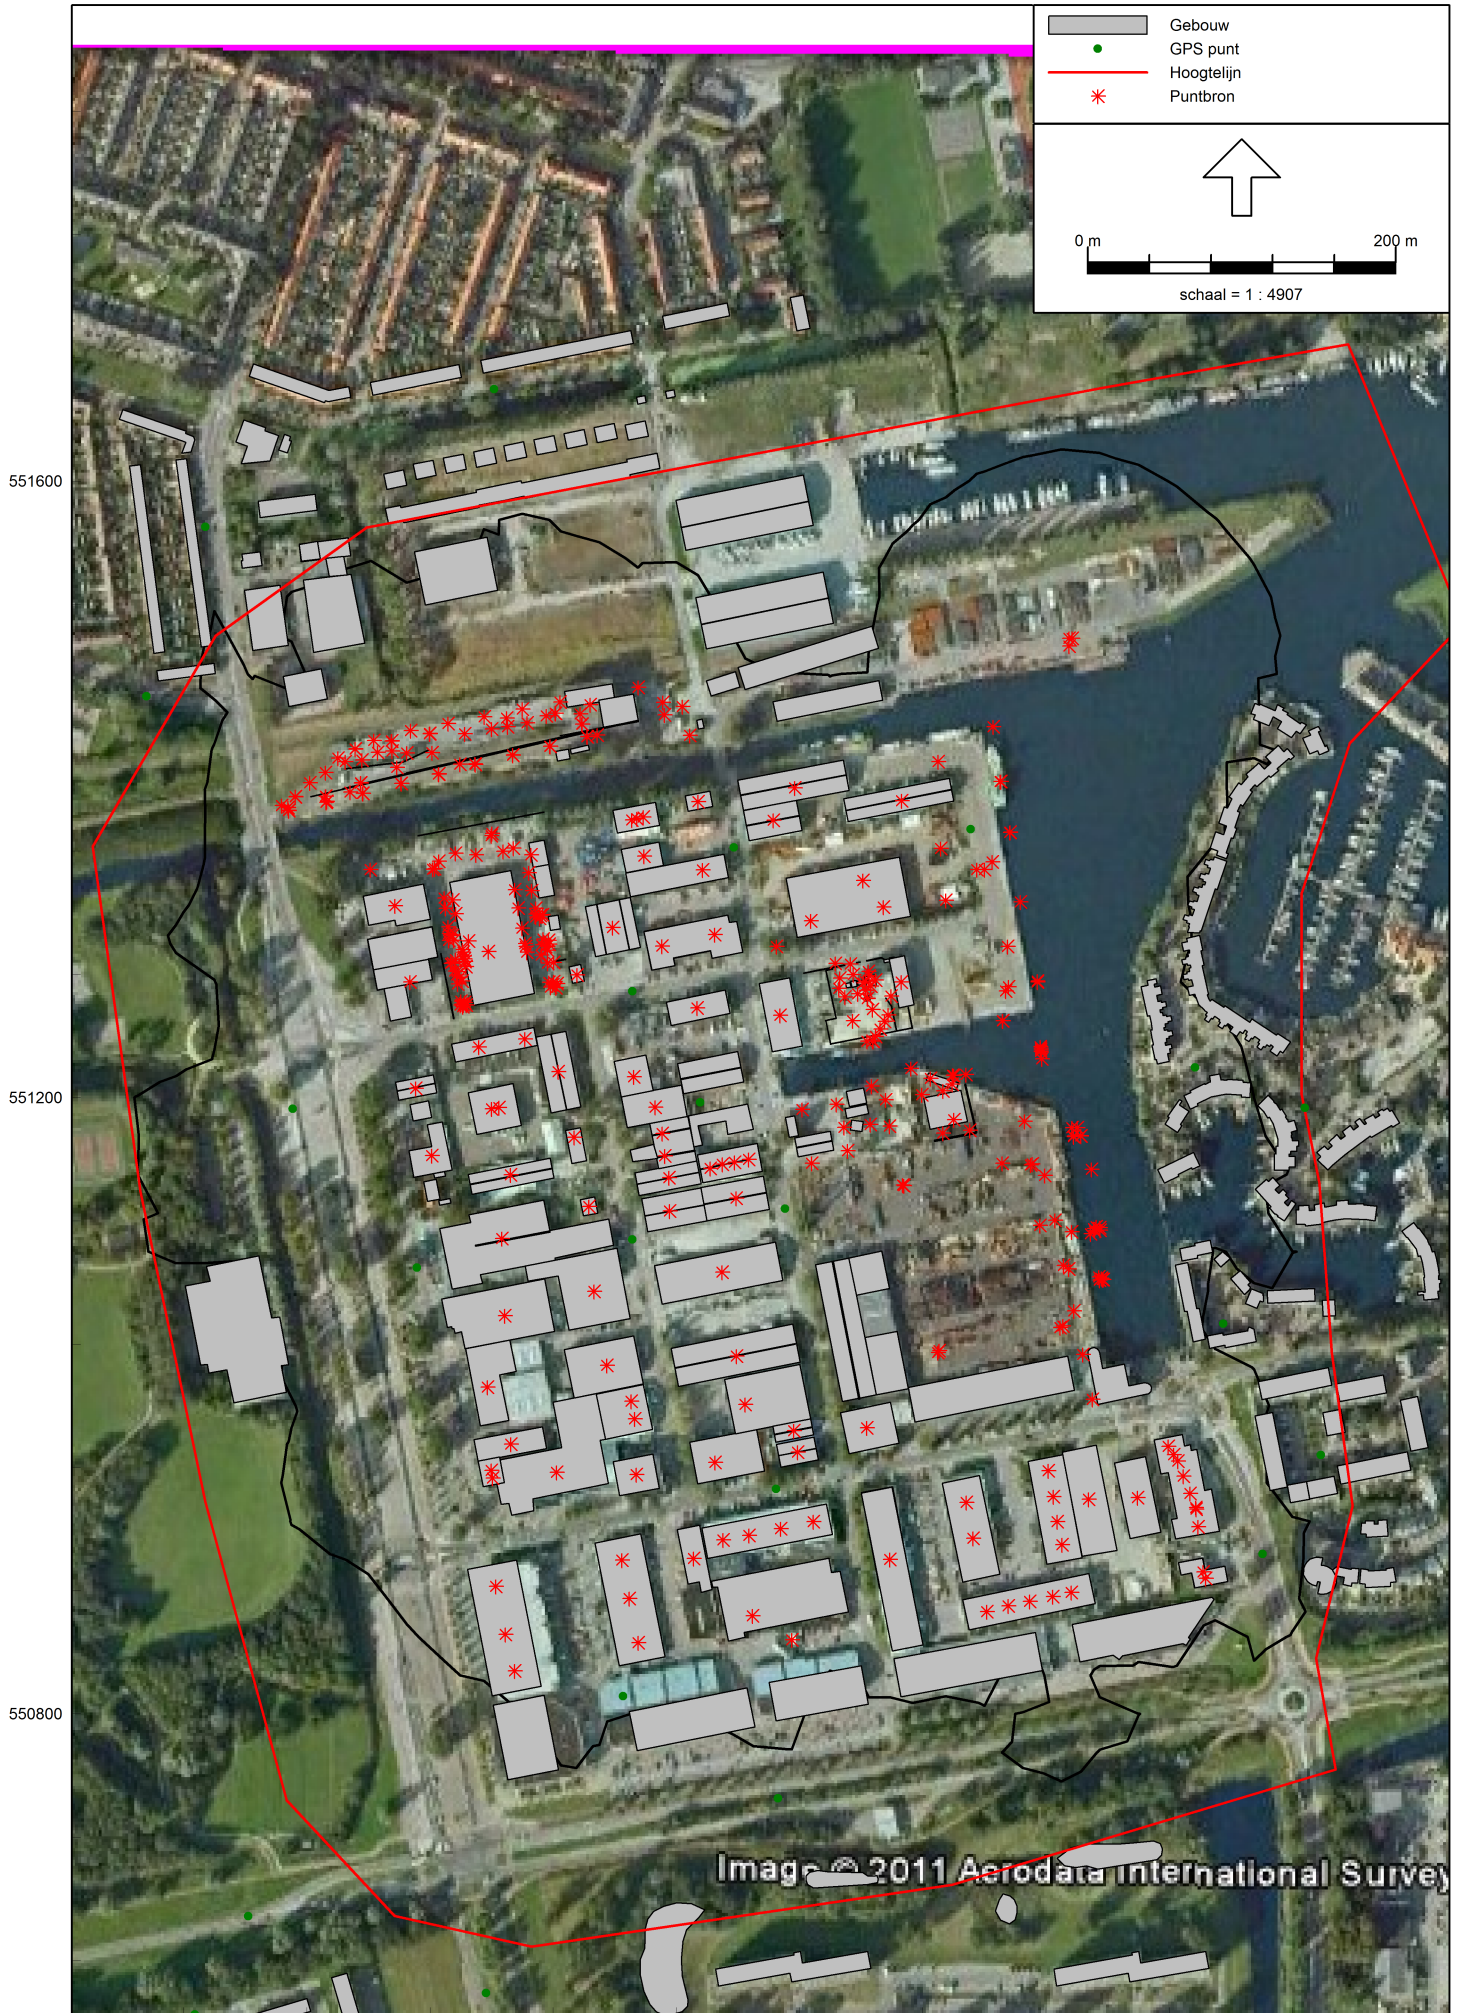 Gebouw
GPS punt
Hoogtelijn
Puntbron
0 m 200 m
schaal = 1 : 4907
551600
551200
550800
Image © 2011 Aerodata International Survey